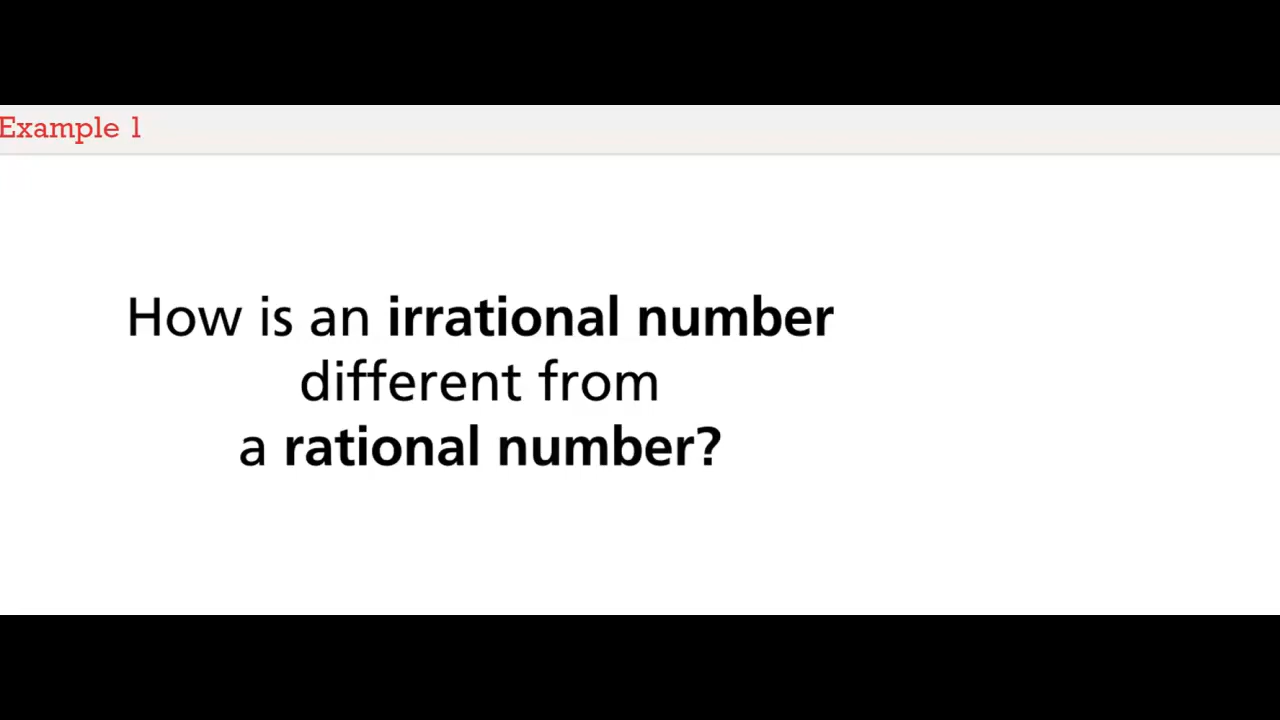 Example 1
How is an irrational number
different from
a rational number?